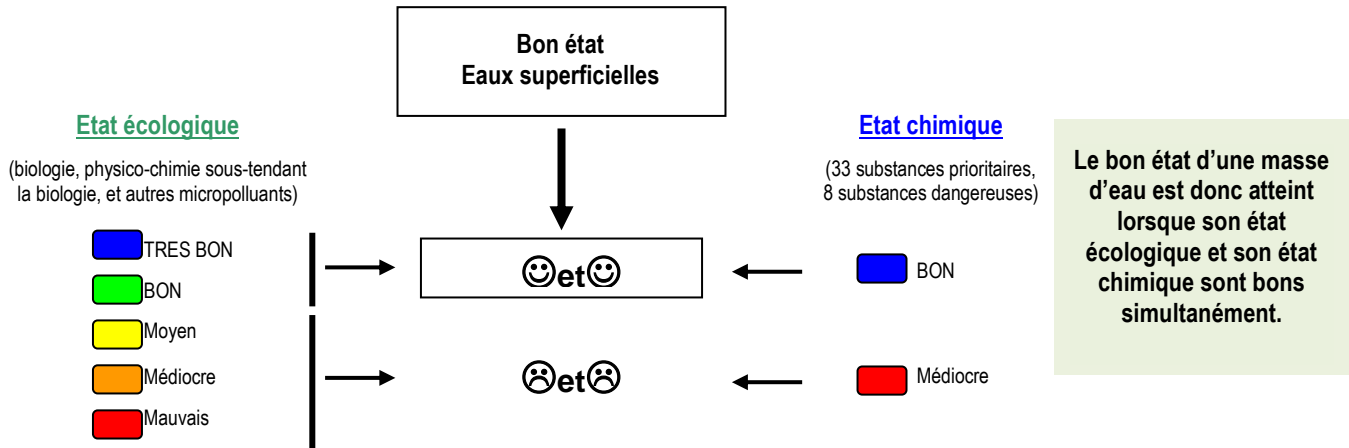 Bon état
Eaux superficielles
Etat écologique
(biologie, physico-chimie sous-tendant
la biologie, et autres micropolluants)
TRES BON
BON
Moyen
Médiocre
Mauvais
et
et
Etat chimique
(33 substances prioritaires,
8 substances dangereuses)
BON
Médiocre
Le bon état d’une masse
d’eau est donc atteint
lorsque son état
écologique et son état
chimique sont bons
simultanément.